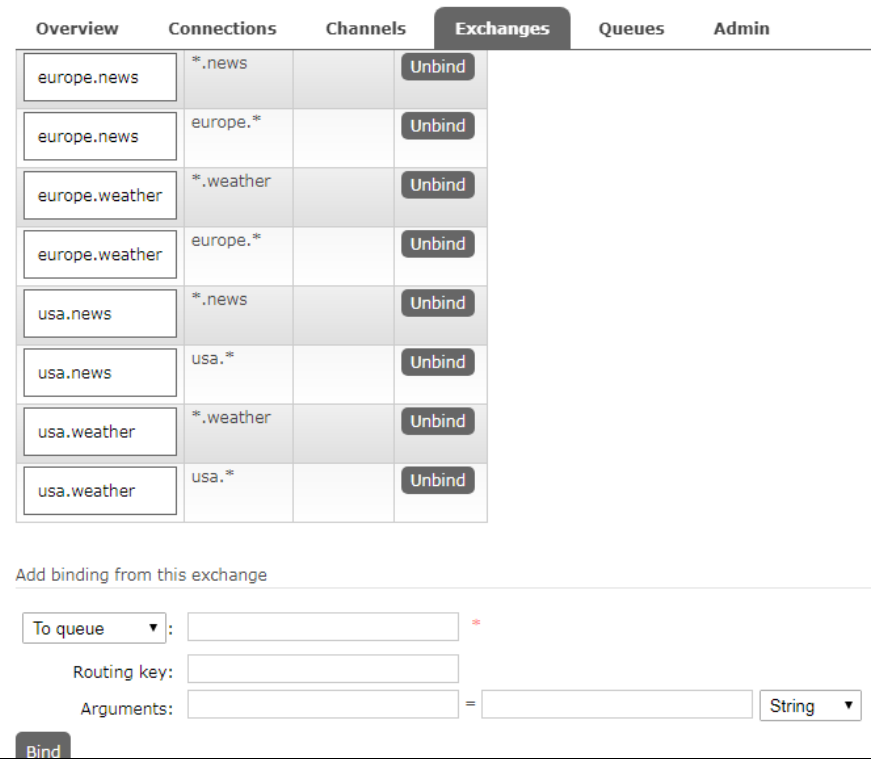 Overview Connections Channels Exchanges Queues Admin
europe.news *.news Unbind
europe.news europe.* Unbind
europe.weather *.weather Unbind
europe.weather europe.* Unbind
usa.news *.news Unbind
usa.news usa.* Unbind
usa.weather *.weather Unbind
usa.weather usa.* Unbind
Add binding from this exchange
To queue ▼ : *
Routing key:
Arguments: = String ▼
Bind